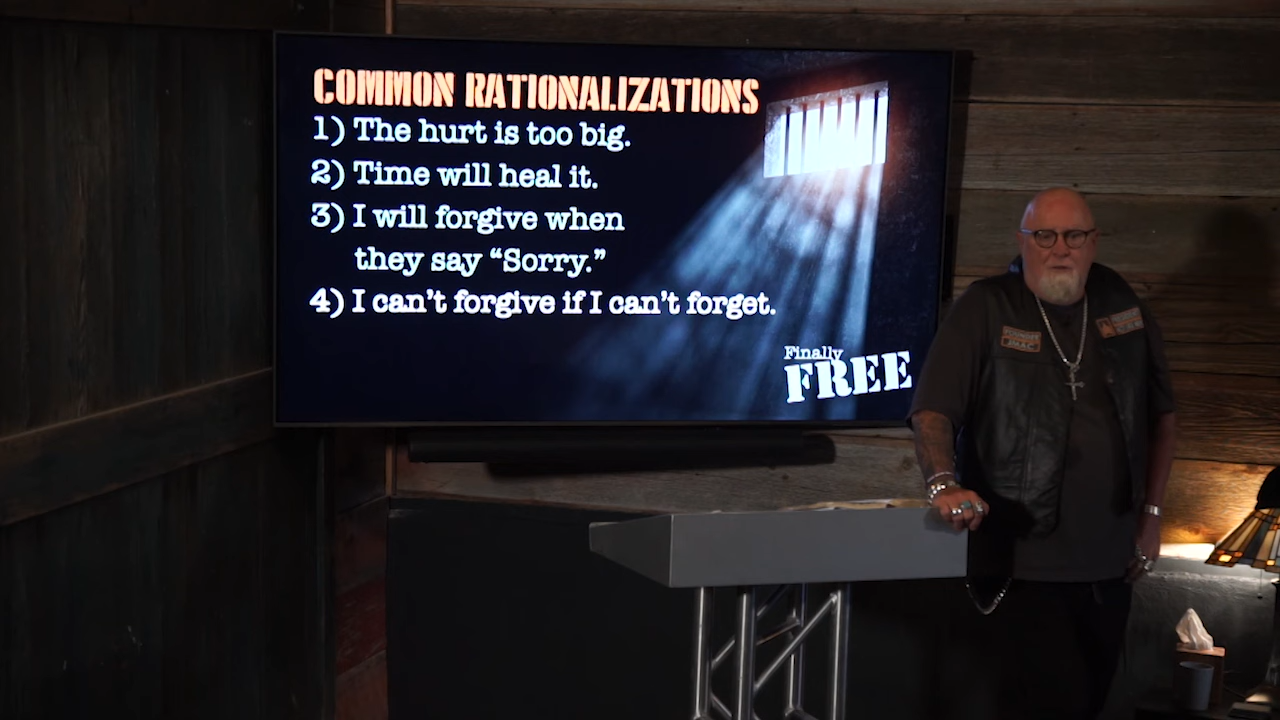 COMMON RATIONALIZATIONS
1) The hurt is too big.
2) Time will heal it.
3) I will forgive when
they say “Sorry.”
4) I can’t forgive if I can’t forget.
Finally
FREE